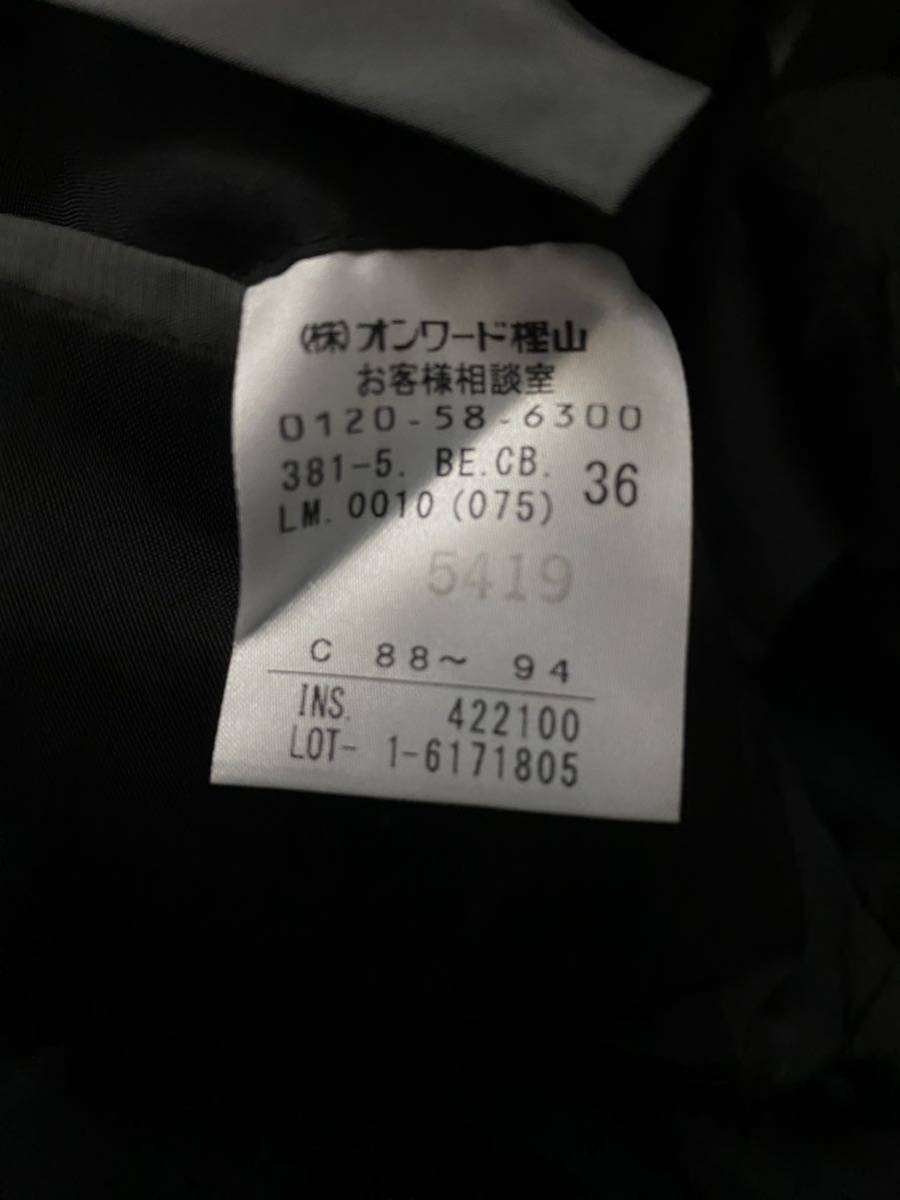 (株)オンワード樫山
お客様相談室
0120-58-6300
381-5. BE.CB. 36
LM. 0010 (075)
5419
C 88～ 94
INS. 422100
LOT- 1-6171805